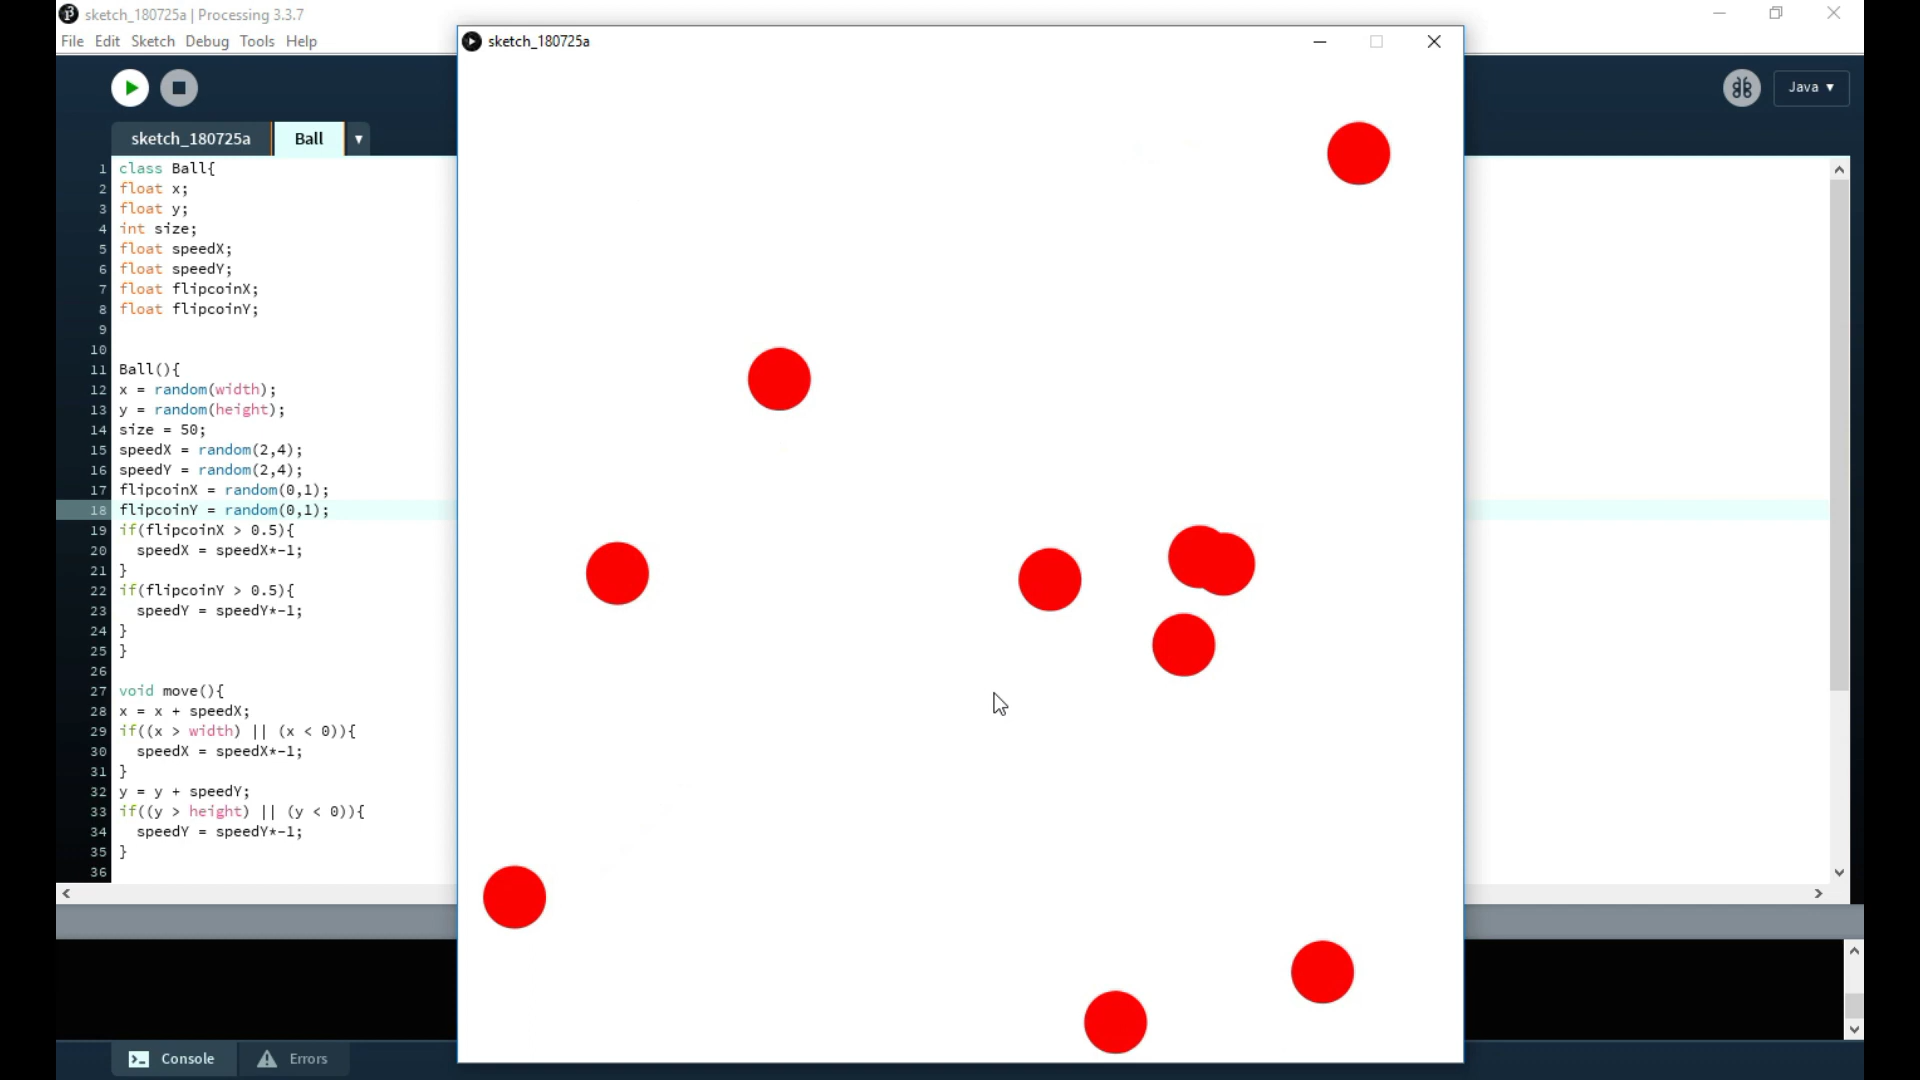 sketch_180725a | Processing 3.3.7
File Edit Sketch Debug Tools Help
sketch_180725a
Java ▼
sketch_180725a Ball ▼
1 class Ball{
2 float x;
3 float y;
4 int size;
5 float speedX;
6 float speedY;
7 float flipcoinX;
8 float flipcoinY;
9
10
11 Ball(){
12 x = random(width);
13 y = random(height);
14 size = 50;
15 speedX = random(2,4);
16 speedY = random(2,4);
17 flipcoinX = random(0,1);
18 flipcoinY = random(0,1);
19 if(flipcoinX > 0.5){
20 speedX = speedX*-1;
21 }
22 if(flipcoinY > 0.5){
23 speedY = speedY*-1;
24 }
25 }
26
27 void move(){
28 x = x + speedX;
29 if((x > width) || (x < 0)){
30 speedX = speedX*-1;
31 }
32 y = y + speedY;
33 if((y > height) || (y < 0)){
34 speedY = speedY*-1;
35 }
36
Console Errors